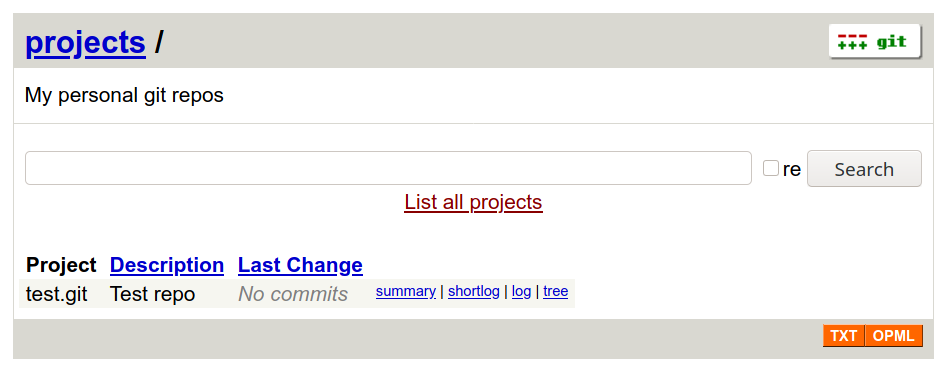 projects /
git
My personal git repos
re Search
List all projects
Project Description Last Change
test.git Test repo No commits summary | shortlog | log | tree
TXT OPML